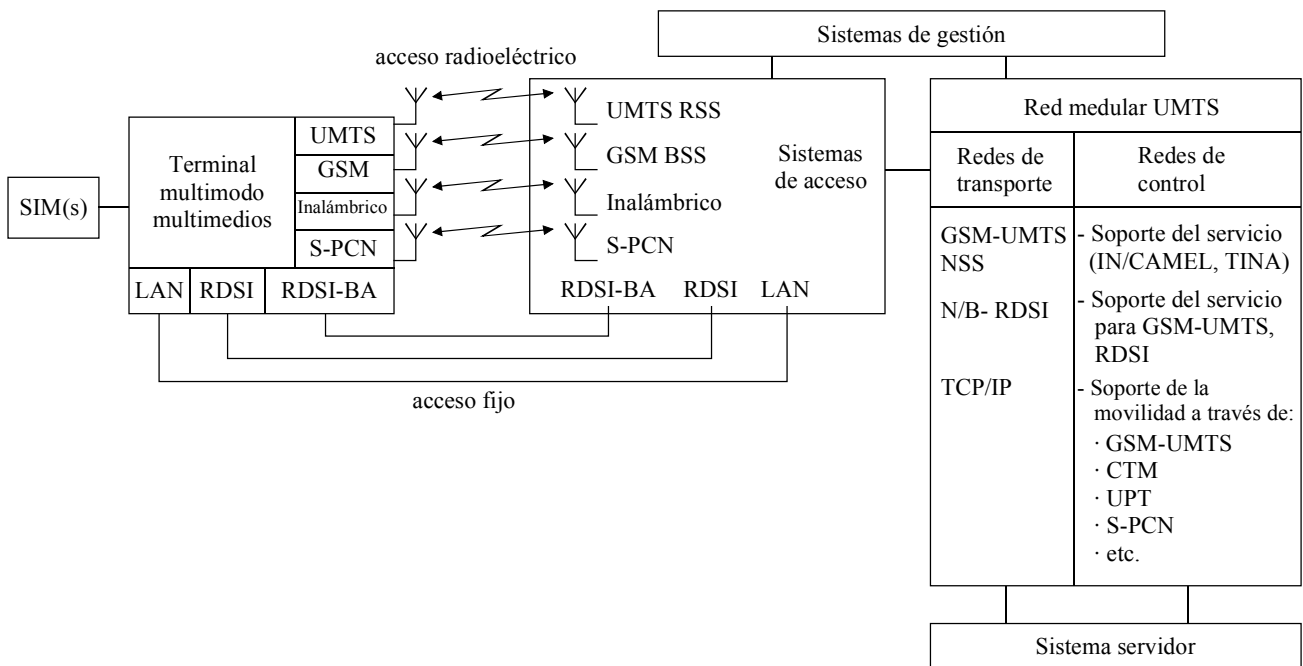 Sistemas de gestión
acceso radioeléctrico
SIM(s)
Terminal
multimodo
multimedios
UMTS
GSM
Inalámbrico
S-PCN
LAN
RDSI
RDSI-BA
UMTS RSS
GSM BSS
Inalámbrico
S-PCN
Sistemas
de acceso
RDSI-BA
RDSI
LAN
acceso fijo
Red medular UMTS
Redes de
transporte
Redes de
control
GSM-UMTS
NSS
N/B- RDSI
TCP/IP
- Soporte del servicio
(IN/CAMEL, TINA)
- Soporte del servicio
para GSM-UMTS,
RDSI
- Soporte de la
movilidad a través de:
· GSM-UMTS
· CTM
· UPT
· S-PCN
· etc.
Sistema servidor